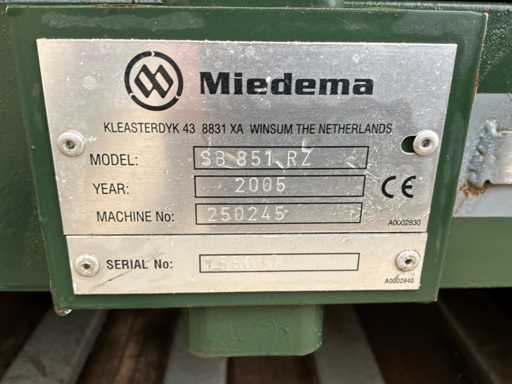 Miedema
KLEASTERDYK 43 8831 XA WINSUM THE NETHERLANDS
MODEL: SB 851 RZ
YEAR: 2005
CE
MACHINE No: 250245
A0002830
SERIAL No:
A0002840